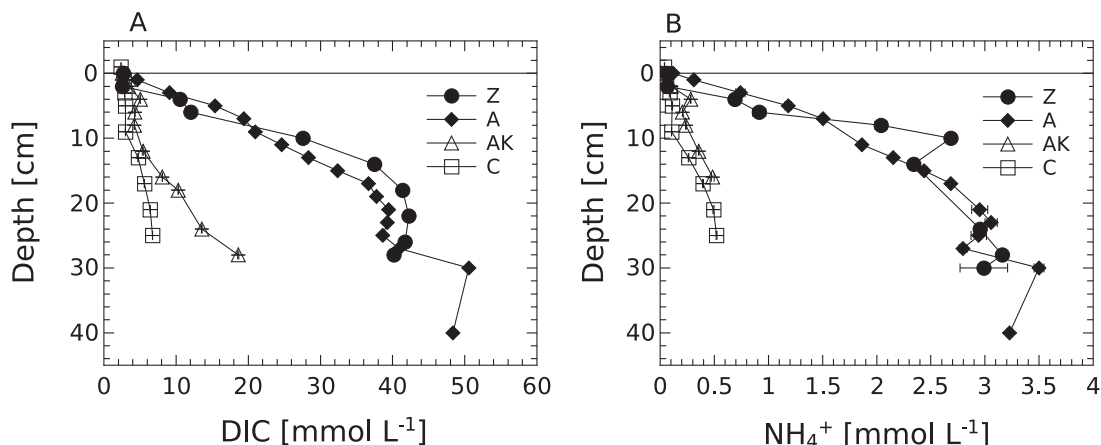 A
B
Depth [cm]
0
10
20
30
40
Z
A
AK
C
0 10 20 30 40 50 60
DIC [mmol L⁻¹]
Depth [cm]
0
10
20
30
40
Z
A
AK
C
0 0.5 1 1.5 2 2.5 3 3.5 4
NH₄⁺ [mmol L⁻¹]